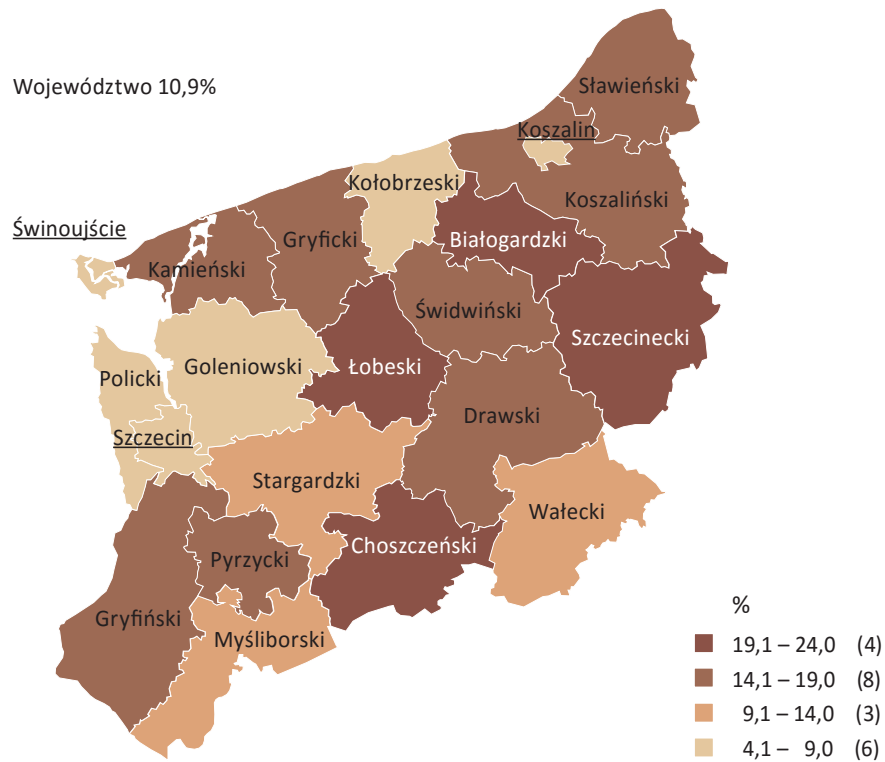 Województwo 10,9%
Sławieński
Koszalin
Kołobrzeski
Koszaliński
Świnoujście
Gryficki
Białogardzki
Kamieński
Świdwiński
Szczecinecki
Policki
Goleniowski
Łobeski
Drawski
Szczecin
Stargardzki
Wałecki
Choszczeński
Pyrzycki
Gryfiński
Myśliborski
%
19,1 – 24,0 (4)
14,1 – 19,0 (8)
9,1 – 14,0 (3)
4,1 – 9,0 (6)